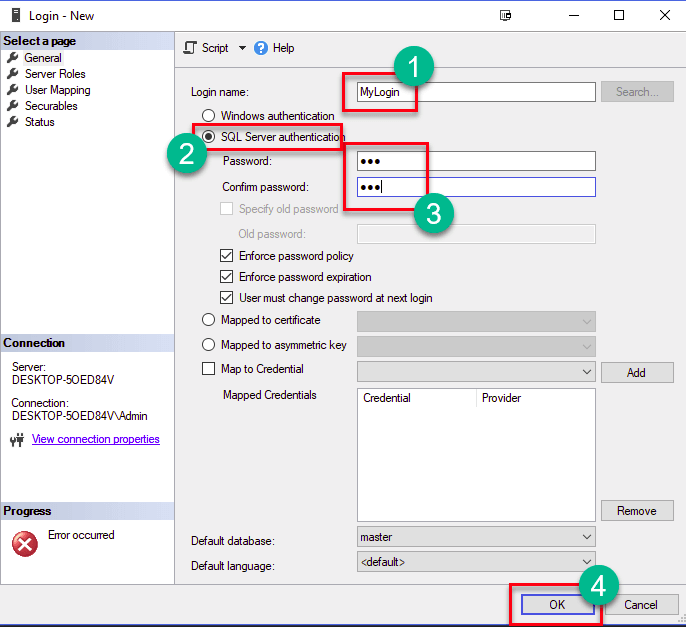 Login - New
Select a page
General
Server Roles
User Mapping
Securables
Status
Connection
Server:
DESKTOP-5OED84V
Connection:
DESKTOP-5OED84V\Admin
View connection properties
Progress
Error occurred
Script
Help
1
Login name:
MyLogin
Search...
Windows authentication
2
SQL Server authentication
Password:
●●●
Confirm password:
●●●
3
Specify old password
Old password:
Enforce password policy
Enforce password expiration
User must change password at next login
Mapped to certificate
Mapped to asymmetric key
Map to Credential
Add
Mapped Credentials
Credential Provider
Remove
Default database:
master
Default language:
<default>
4
OK
Cancel